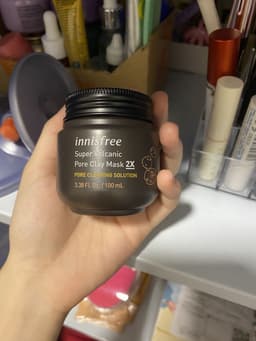 innisfree
Super Volcanic
Pore Clay Mask 2X
PORE CLEARING SOLUTION
3.38 FL. OZ. / 100 mL